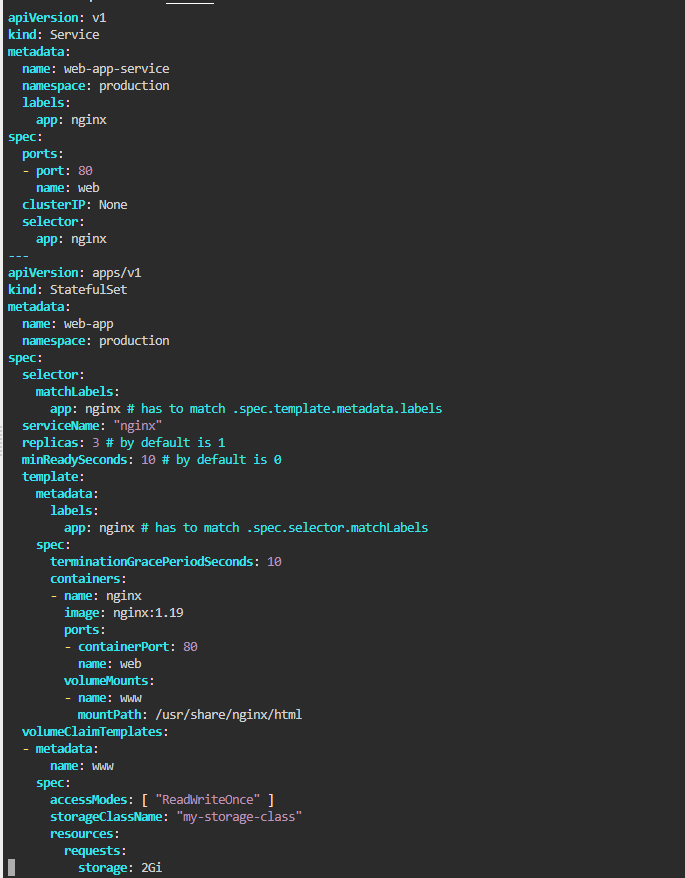 apiVersion: v1
kind: Service
metadata:
  name: web-app-service
  namespace: production
  labels:
    app: nginx
spec:
  ports:
  - port: 80
    name: web
  clusterIP: None
  selector:
    app: nginx
---
apiVersion: apps/v1
kind: StatefulSet
metadata:
  name: web-app
  namespace: production
spec:
  selector:
    matchLabels:
      app: nginx # has to match .spec.template.metadata.labels
  serviceName: "nginx"
  replicas: 3 # by default is 1
  minReadySeconds: 10 # by default is 0
  template:
    metadata:
      labels:
        app: nginx # has to match .spec.selector.matchLabels
    spec:
      terminationGracePeriodSeconds: 10
      containers:
      - name: nginx
        image: nginx:1.19
        ports:
        - containerPort: 80
          name: web
        volumeMounts:
        - name: www
          mountPath: /usr/share/nginx/html
  volumeClaimTemplates:
  - metadata:
      name: www
    spec:
      accessModes: [ "ReadWriteOnce" ]
      storageClassName: "my-storage-class"
      resources:
        requests:
          storage: 2Gi